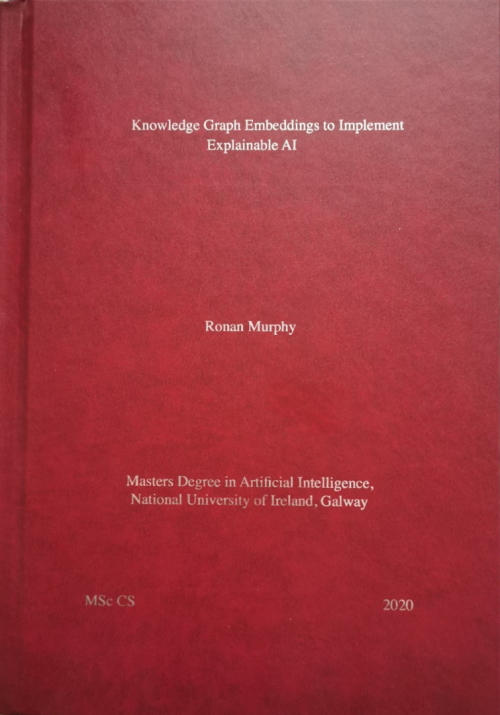 Knowledge Graph Embeddings to Implement
Explainable AI
Ronan Murphy
Masters Degree in Artificial Intelligence,
National University of Ireland, Galway
MSc CS
2020